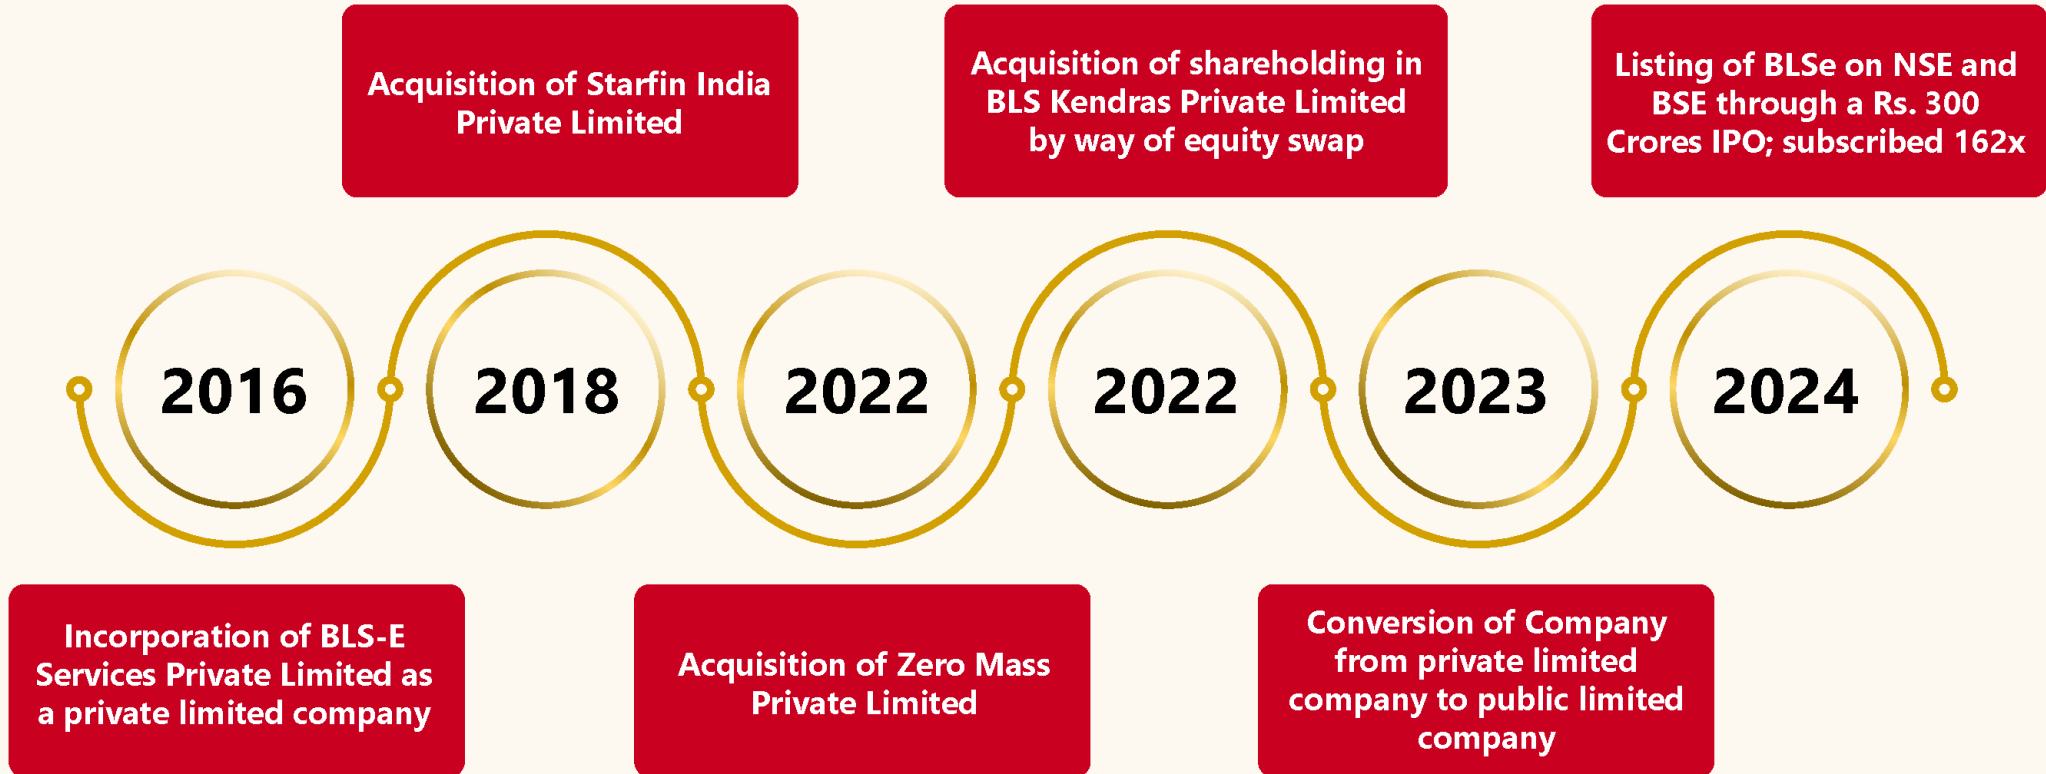 Acquisition of Starfin India
Private Limited
Acquisition of shareholding in
BLS Kendras Private Limited
by way of equity swap
Listing of BLSe on NSE and
BSE through a Rs. 300
Crores IPO; subscribed 162x
2016
2018
2022
2022
2023
2024
Incorporation of BLS-E
Services Private Limited as
a private limited company
Acquisition of Zero Mass
Private Limited
Conversion of Company
from private limited
company to public limited
company